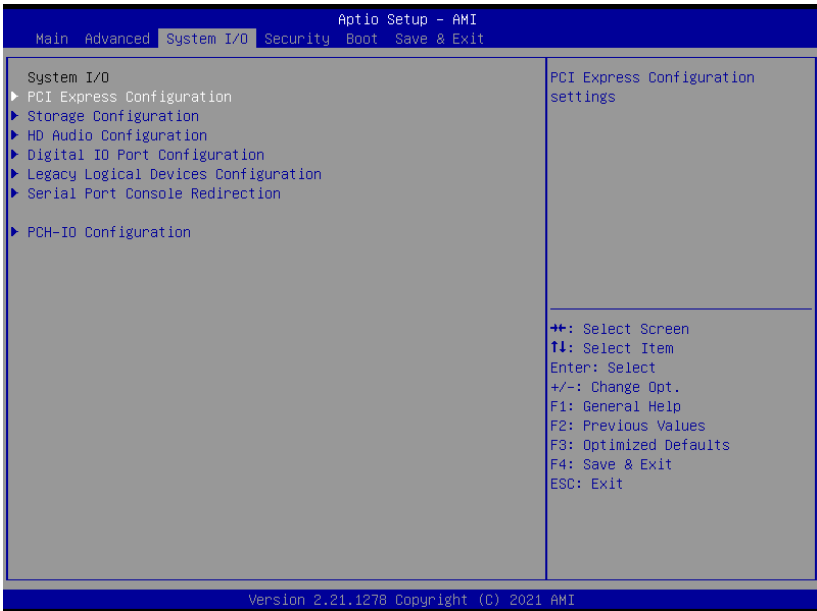 Aptio Setup – AMI
Main Advanced System I/O Security Boot Save & Exit
System I/O
PCI Express Configuration
Storage Configuration
HD Audio Configuration
Digital IO Port Configuration
Legacy Logical Devices Configuration
Serial Port Console Redirection
PCH-IO Configuration
PCI Express Configuration
settings
→←: Select Screen
↑↓: Select Item
Enter: Select
+/-: Change Opt.
F1: General Help
F2: Previous Values
F3: Optimized Defaults
F4: Save & Exit
ESC: Exit
Version 2.21.1278 Copyright (C) 2021 AMI